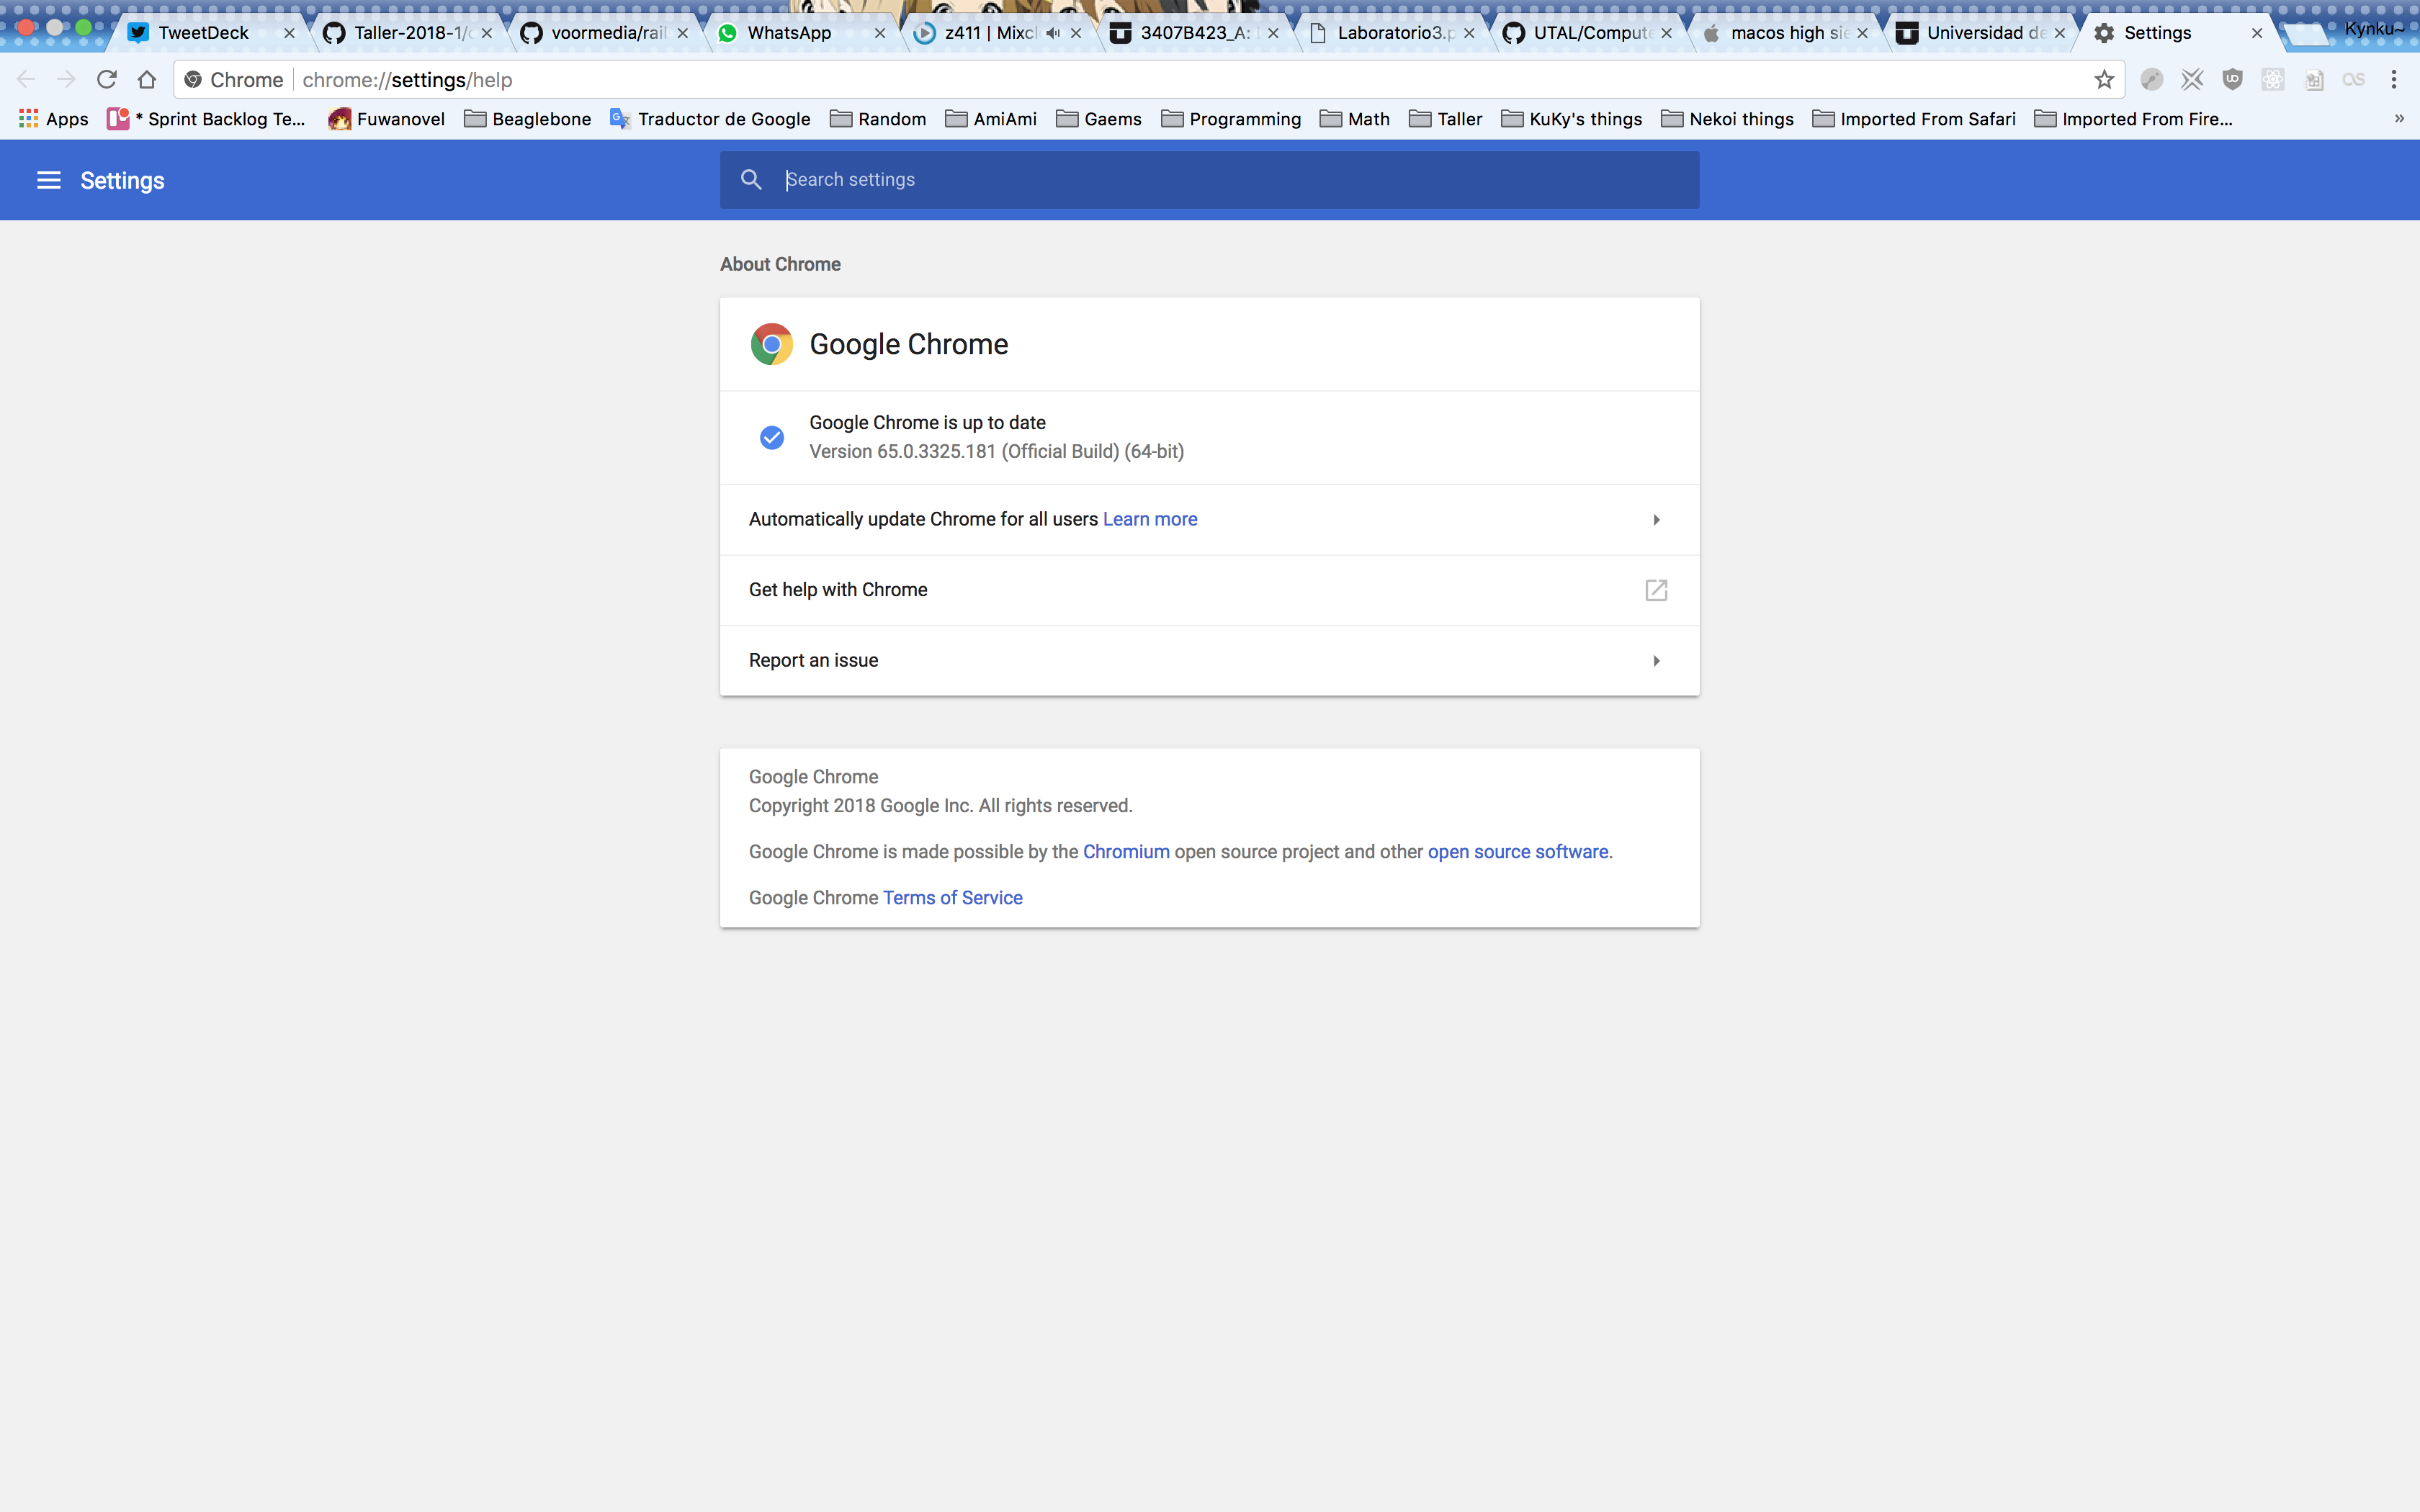 TweetDeck
Taller-2018-1/
voormedia/rail
WhatsApp
z411 | Mixcl
3407B423_A:
Laboratorio3.p
UTAL/Compute
macos high sie
Universidad de
Settings
Kynku~
Chrome chrome://settings/help
Apps
* Sprint Backlog Te...
Fuwanovel
Beaglebone
Traductor de Google
Random
AmiAmi
Gaems
Programming
Math
Taller
KuKy's things
Nekoi things
Imported From Safari
Imported From Fire...
»
Settings
Search settings
About Chrome
Google Chrome
Google Chrome is up to date
Version 65.0.3325.181 (Official Build) (64-bit)
Automatically update Chrome for all users Learn more
Get help with Chrome
Report an issue
Google Chrome
Copyright 2018 Google Inc. All rights reserved.
Google Chrome is made possible by the Chromium open source project and other open source software.
Google Chrome Terms of Service